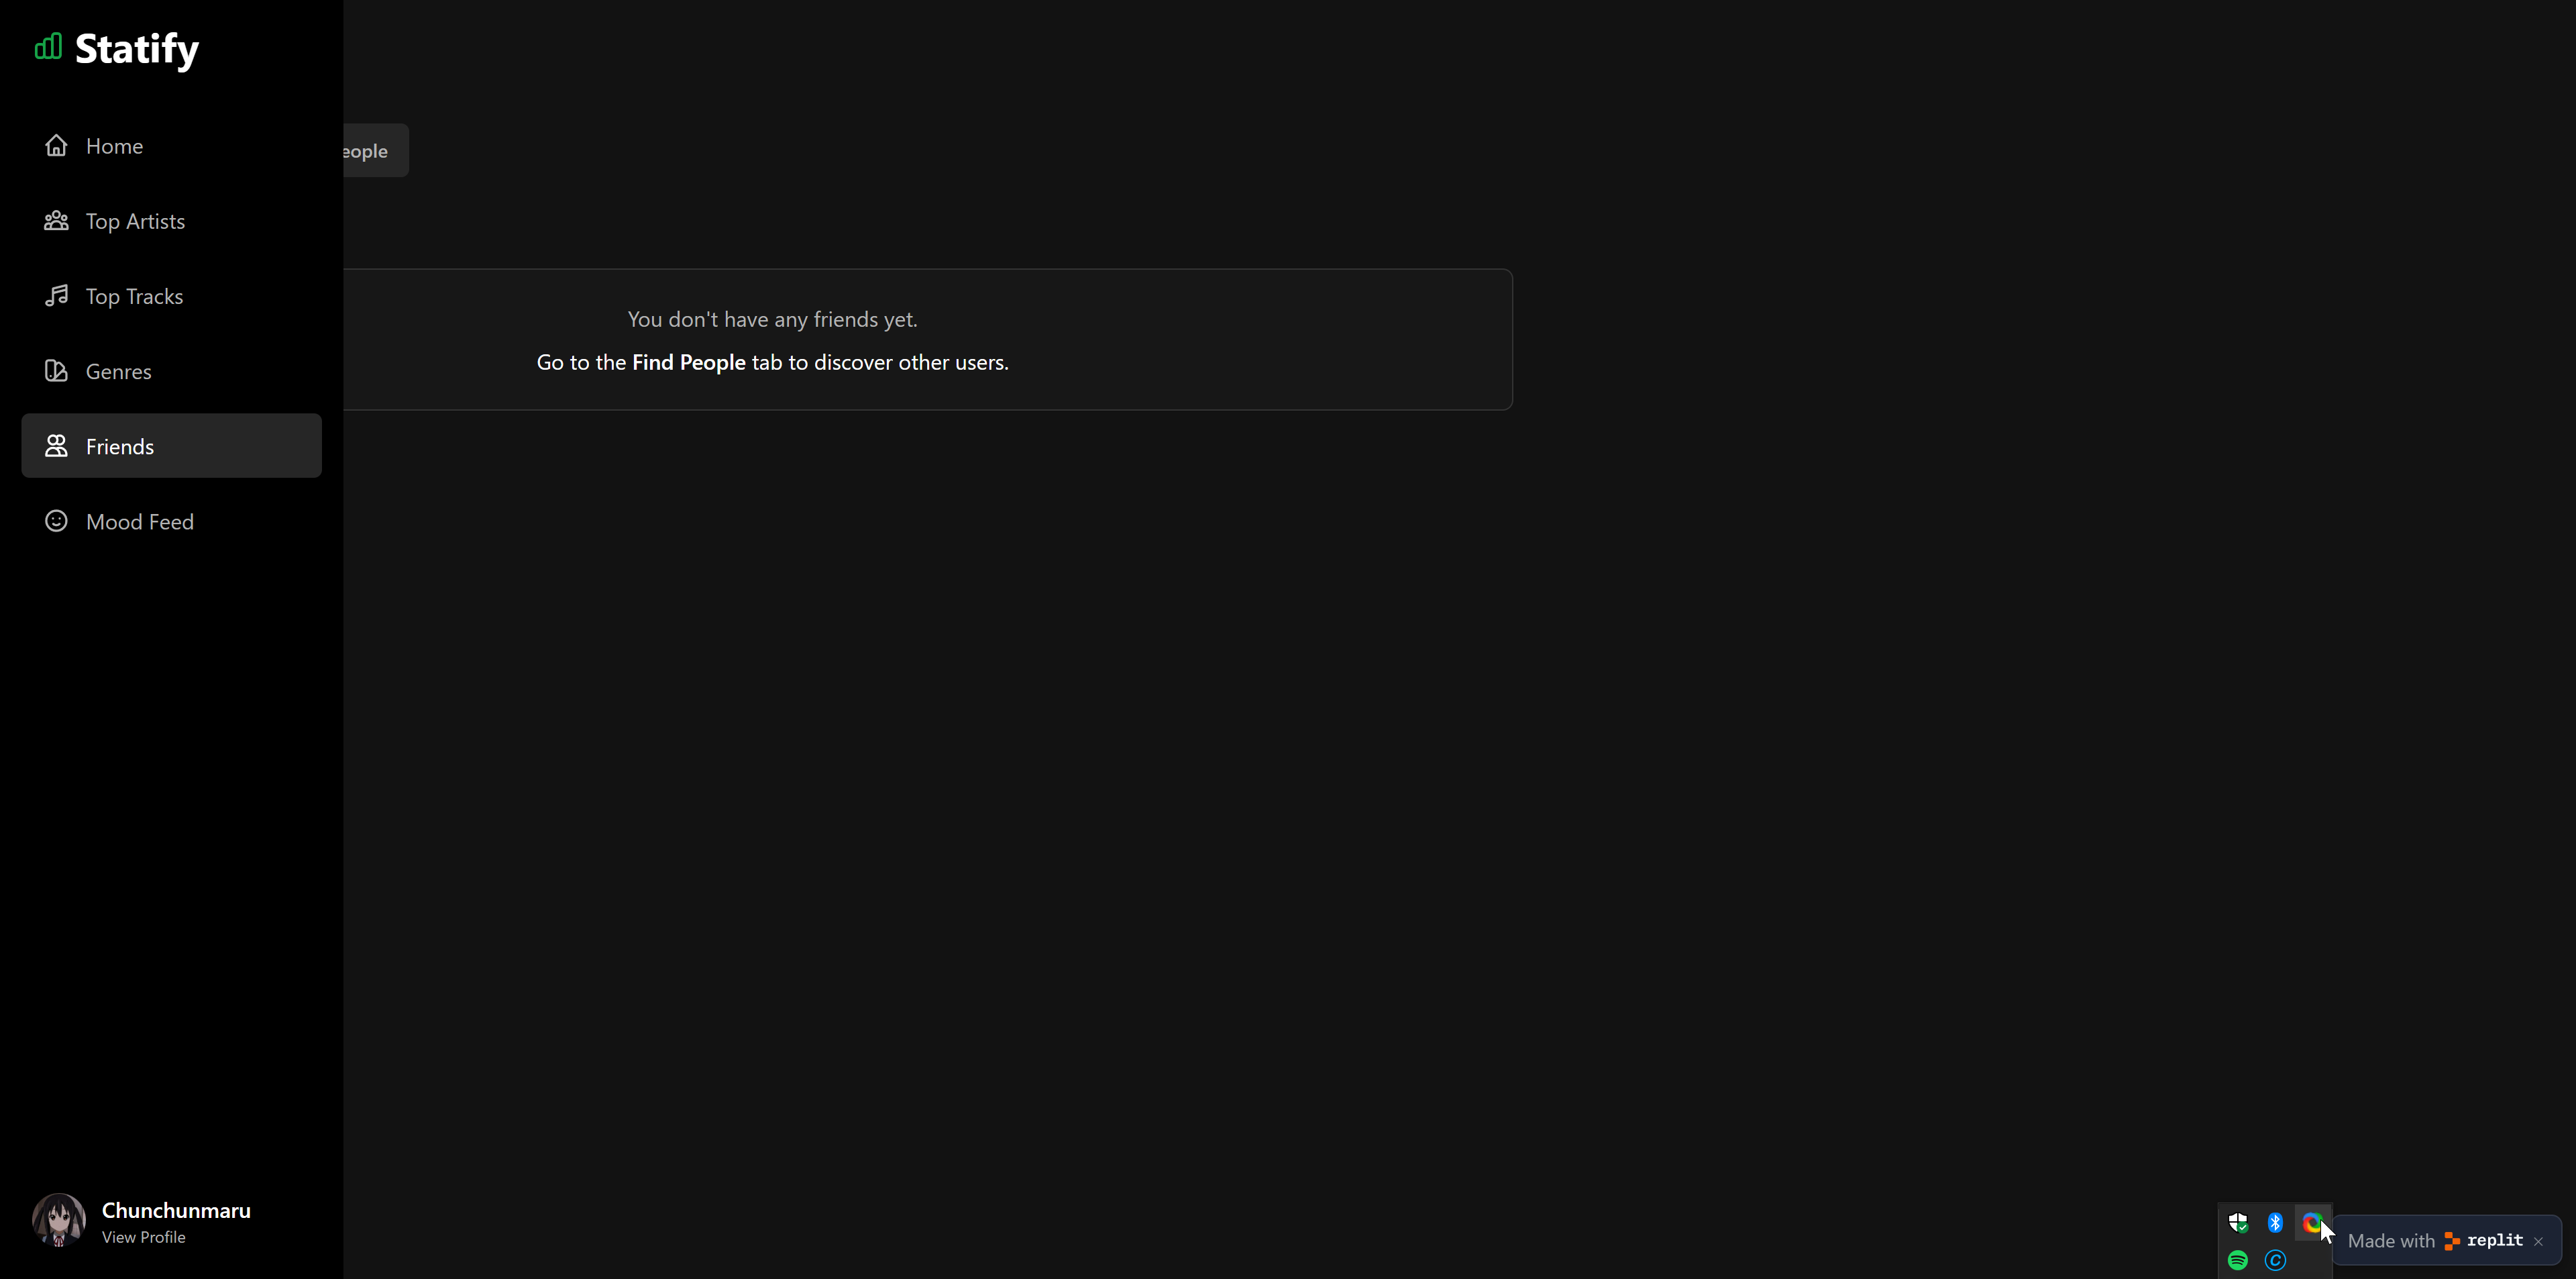 Statify
Home
Top Artists
Top Tracks
Genres
Friends
Mood Feed
eople
You don't have any friends yet.
Go to the Find People tab to discover other users.
Chunchunmaru
View Profile
Made with replit ×